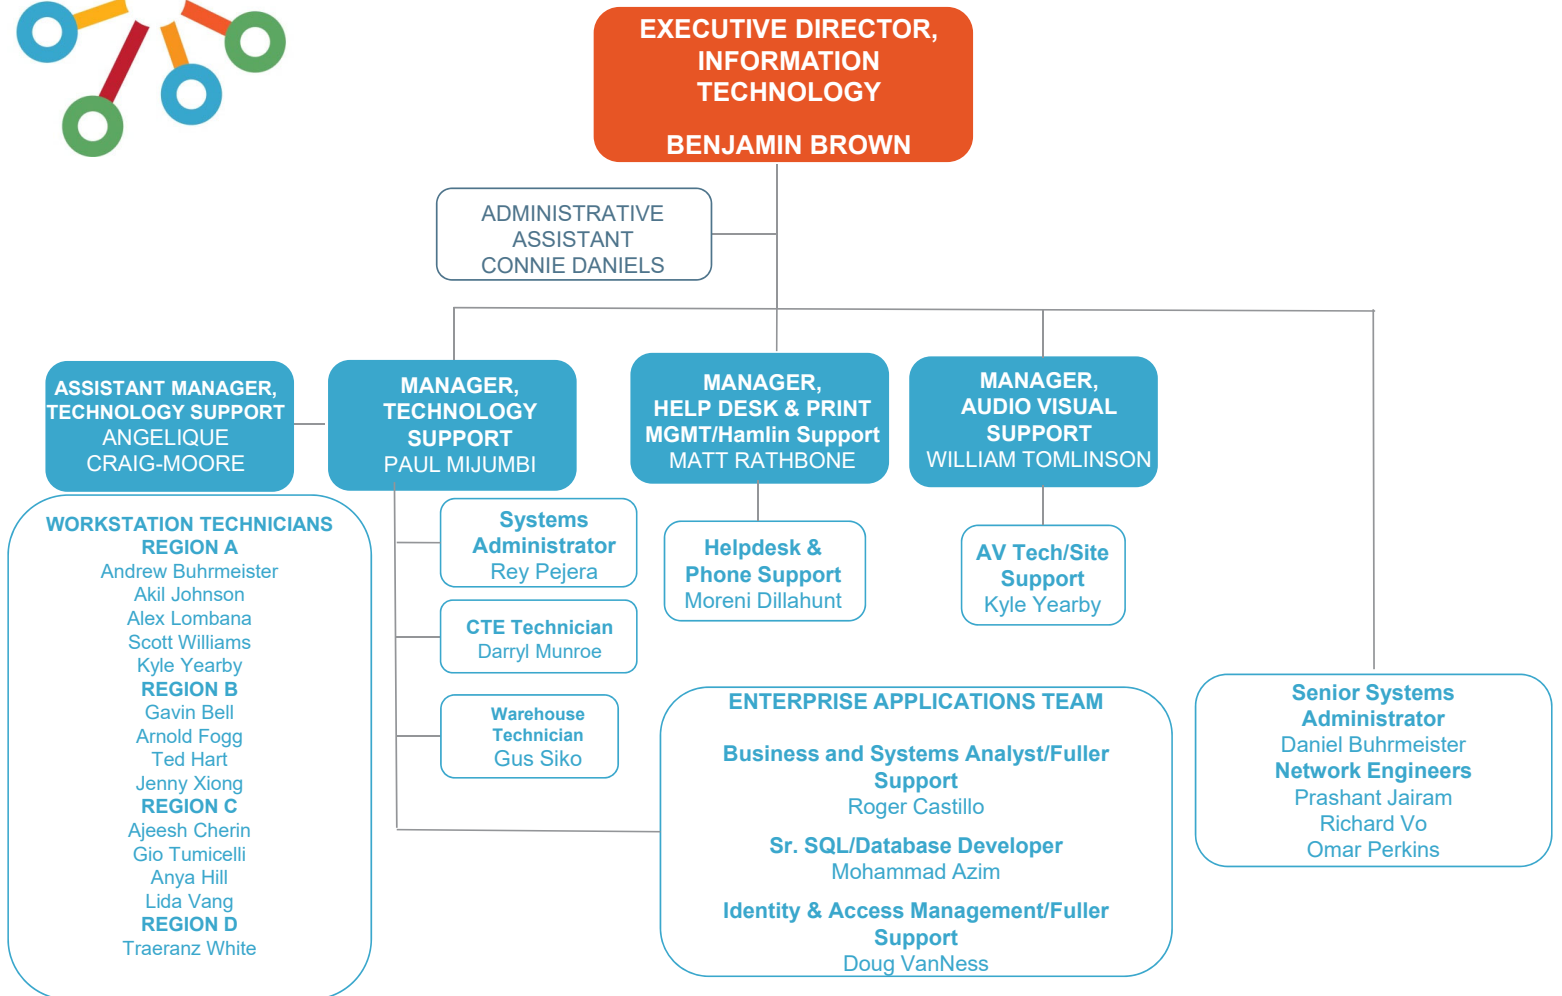 EXECUTIVE DIRECTOR,
INFORMATION
TECHNOLOGY
BENJAMIN BROWN
ADMINISTRATIVE
ASSISTANT
CONNIE DANIELS
ASSISTANT MANAGER,
TECHNOLOGY SUPPORT
ANGELIQUE
CRAIG-MOORE
MANAGER,
TECHNOLOGY
SUPPORT
PAUL MIJUMBI
MANAGER,
HELP DESK & PRINT
MGMT/Hamlin Support
MATT RATHBONE
MANAGER,
AUDIO VISUAL
SUPPORT
WILLIAM TOMLINSON
WORKSTATION TECHNICIANS
REGION A
Andrew Buhrmeister
Akil Johnson
Alex Lombana
Scott Williams
Kyle Yearby
REGION B
Gavin Bell
Arnold Fogg
Ted Hart
Jenny Xiong
REGION C
Ajeesh Cherin
Gio Tumicelli
Anya Hill
Lida Vang
REGION D
Traeranz White
Systems
Administrator
Rey Pejera
CTE Technician
Darryl Munroe
Warehouse
Technician
Gus Siko
Helpdesk &
Phone Support
Moreni Dillahunt
AV Tech/Site
Support
Kyle Yearby
ENTERPRISE APPLICATIONS TEAM
Business and Systems Analyst/Fuller
Support
Roger Castillo
Sr. SQL/Database Developer
Mohammad Azim
Identity & Access Management/Fuller
Support
Doug VanNess
Senior Systems
Administrator
Daniel Buhrmeister
Network Engineers
Prashant Jairam
Richard Vo
Omar Perkins